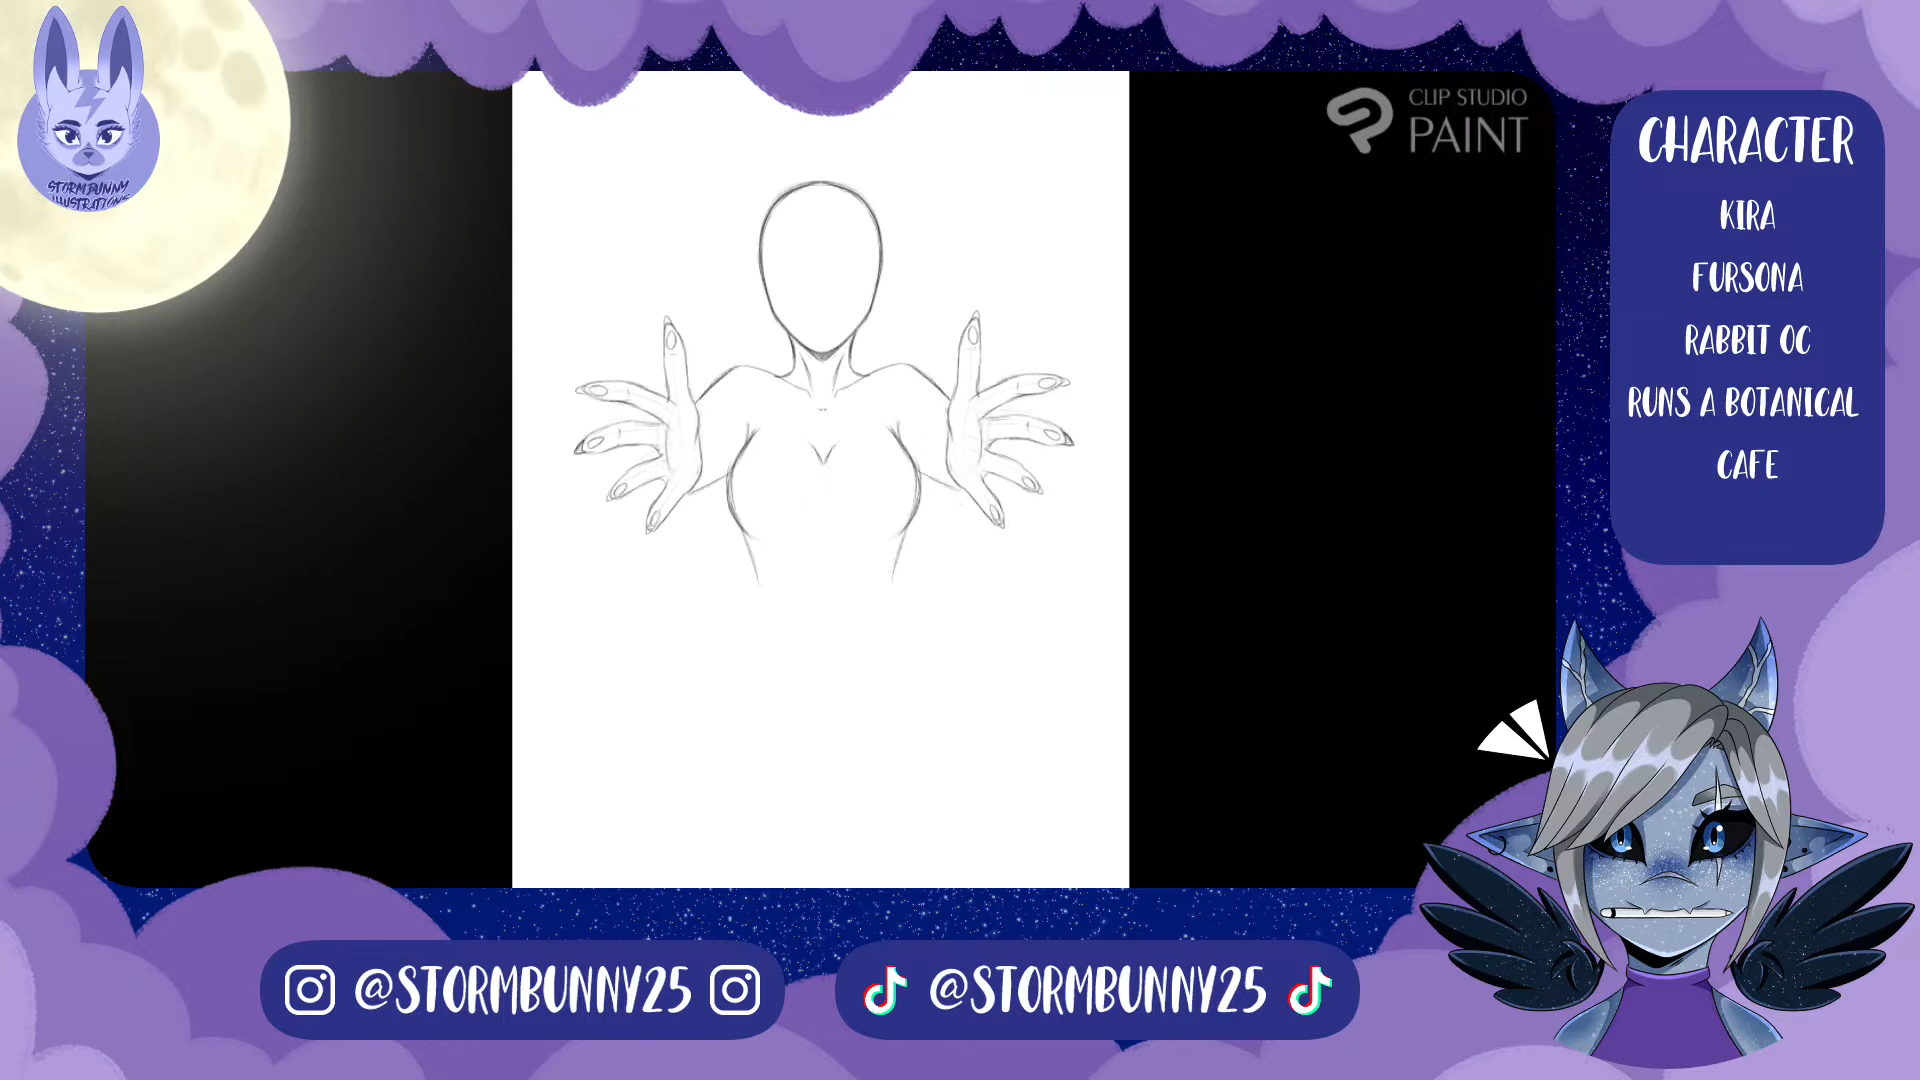 STORMBUNNY
ILLUSTRATIONS
CLIP STUDIO
PAINT
CHARACTER
KIRA
FURSONA
RABBIT OC
RUNS A BOTANICAL
CAFE
@STORMBUNNY25
@STORMBUNNY25